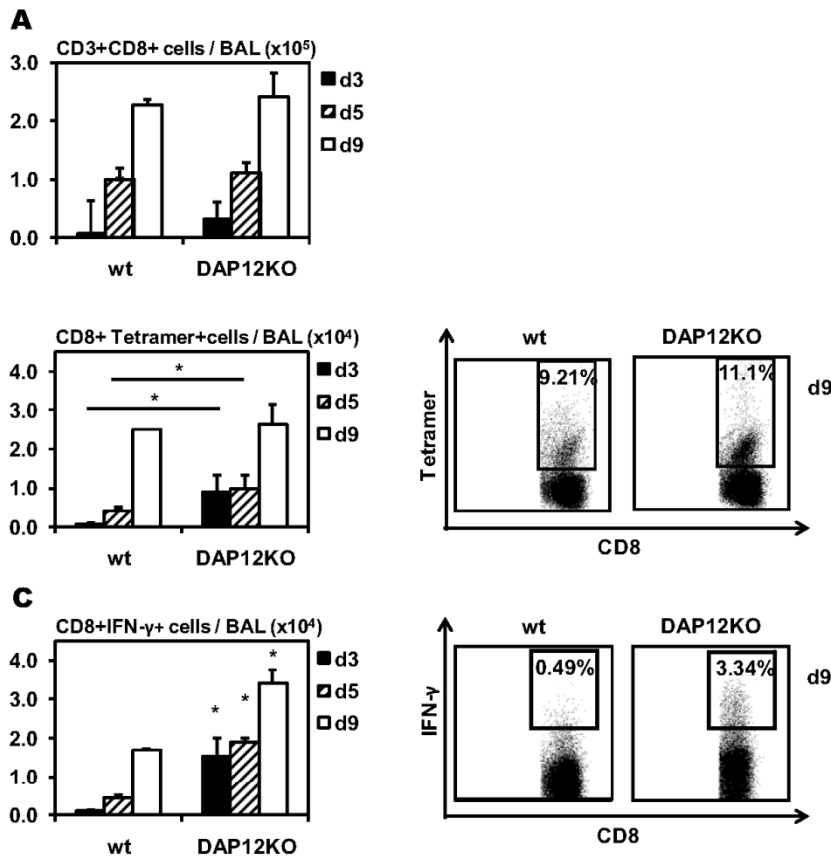 A
CD3+CD8+ cells / BAL (x10⁵)
3.0
2.0
1.0
0.0
wt
DAP12KO
d3
d5
d9
CD8+ Tetramer+cells / BAL (x10⁴)
4.0
3.0
2.0
1.0
0.0
*
*
wt
DAP12KO
d3
d5
d9
wt
DAP12KO
9.21%
11.1%
d9
Tetramer
CD8
C
CD8+IFN-γ+ cells / BAL (x10⁴)
4.0
3.0
2.0
1.0
0.0
*
*
*
wt
DAP12KO
d3
d5
d9
wt
DAP12KO
0.49%
3.34%
d9
IFN-γ
CD8